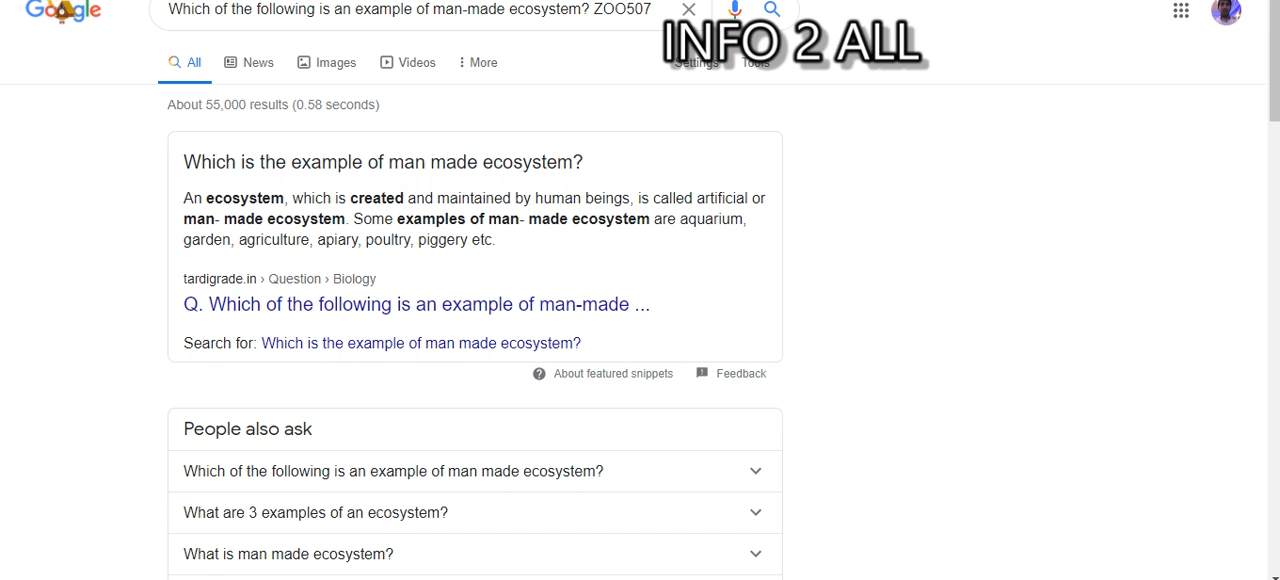 Google
Which of the following is an example of man-made ecosystem? ZOO507
INFO 2 ALL
All News Images Videos More Settings Tools
About 55,000 results (0.58 seconds)
Which is the example of man made ecosystem?
An ecosystem, which is created and maintained by human beings, is called artificial or
man- made ecosystem. Some examples of man- made ecosystem are aquarium,
garden, agriculture, apiary, poultry, piggery etc.
tardigrade.in › Question › Biology
Q. Which of the following is an example of man-made ...
Search for: Which is the example of man made ecosystem?
About featured snippets Feedback
People also ask
Which of the following is an example of man made ecosystem?
What are 3 examples of an ecosystem?
What is man made ecosystem?